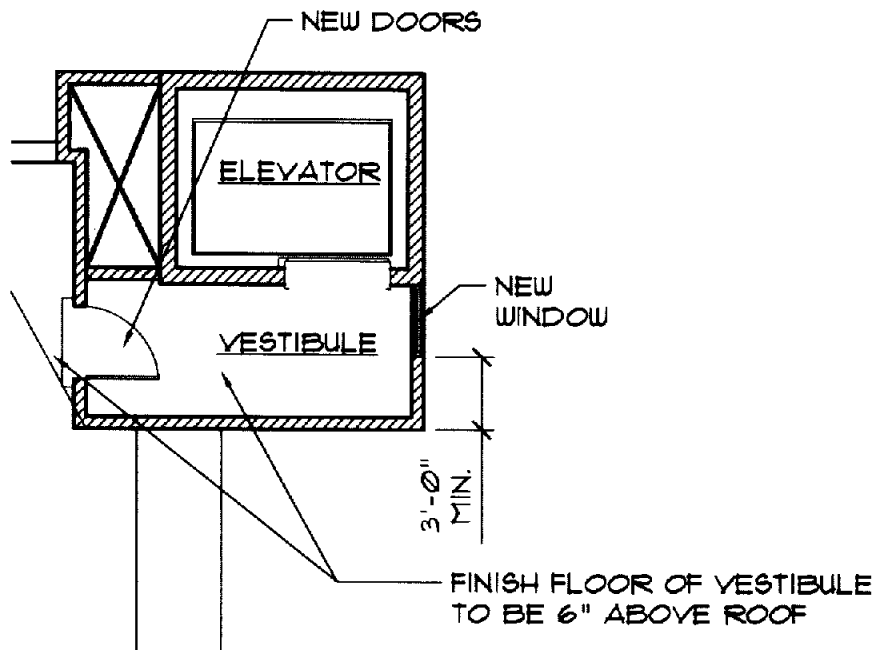 NEW DOORS
ELEVATOR
NEW
WINDOW
VESTIBULE
3'-0"
MIN.
FINISH FLOOR OF VESTIBULE
TO BE 6" ABOVE ROOF